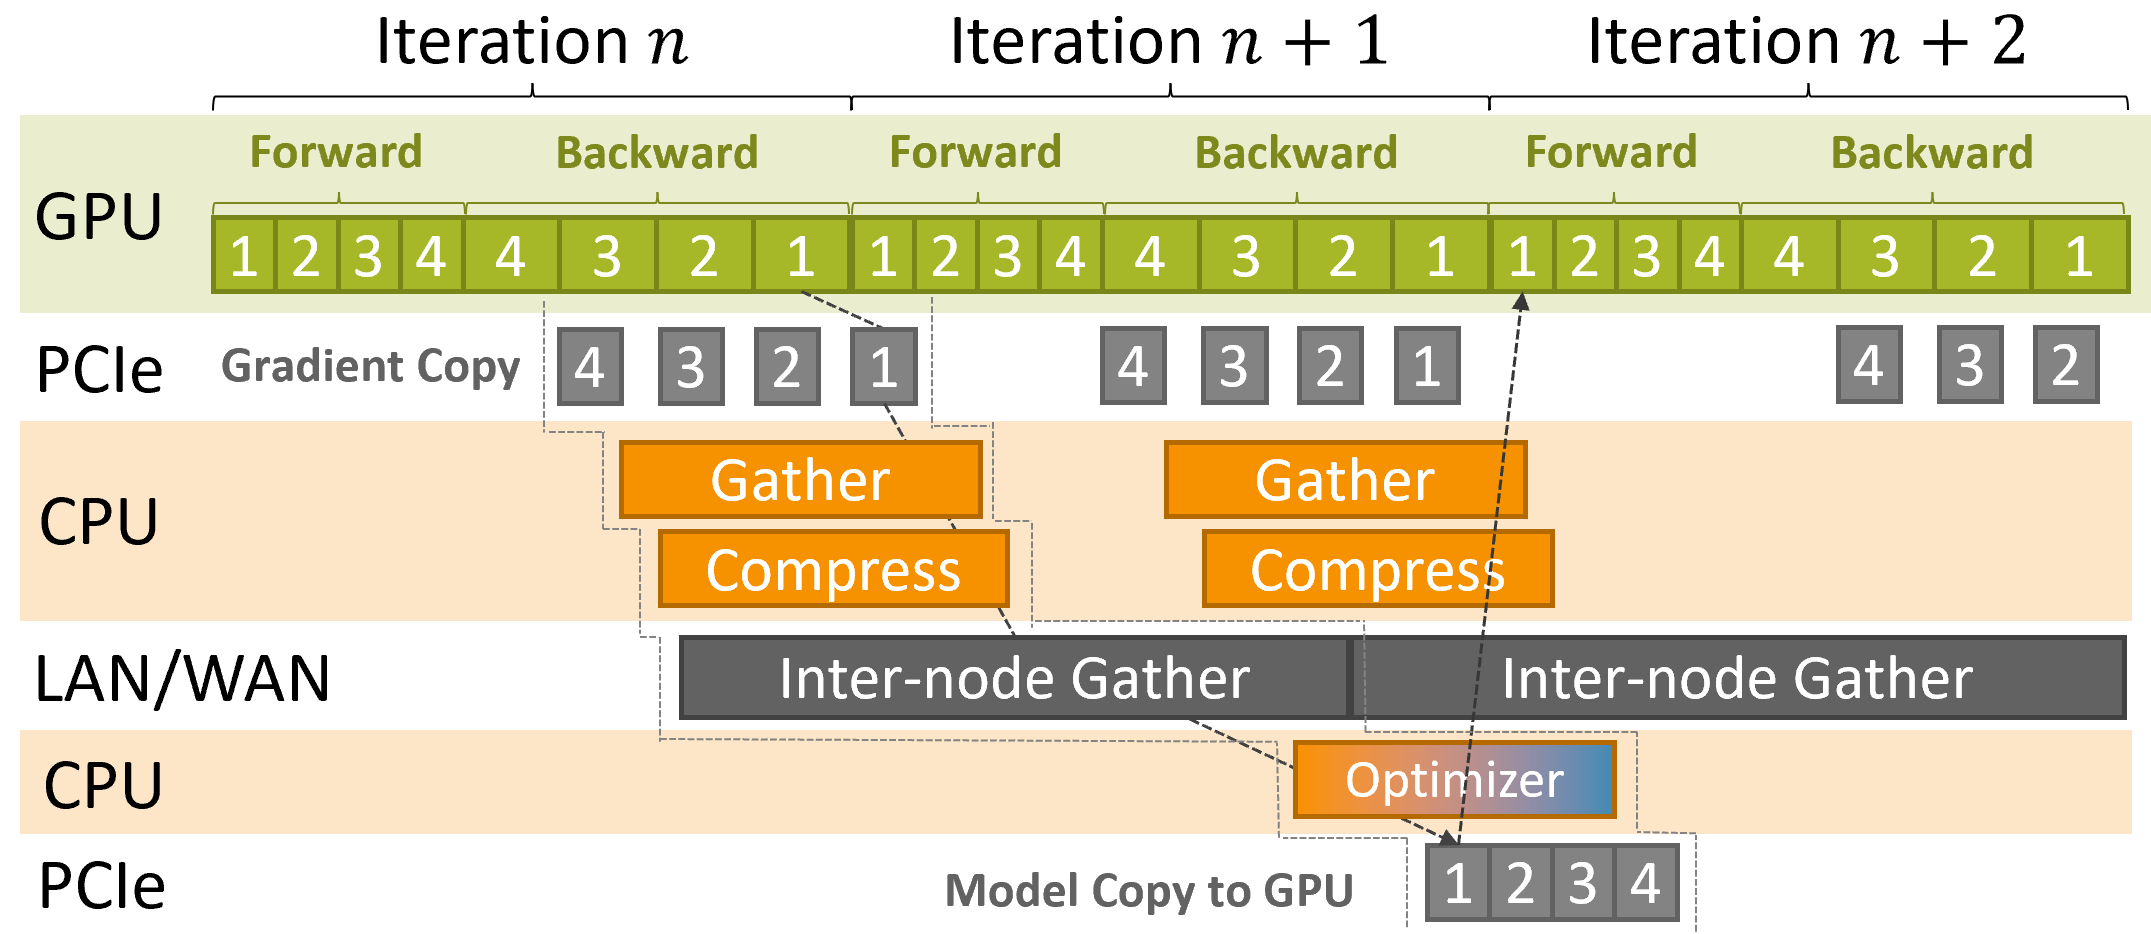 Iteration n Iteration n + 1 Iteration n + 2
Forward Backward Forward Backward Forward Backward
GPU
1 2 3 4 4 3 2 1 1 2 3 4 4 3 2 1 1 2 3 4 4 3 2 1
PCIe Gradient Copy 4 3 2 1 4 3 2 1 4 3 2
CPU
Gather Gather
Compress Compress
LAN/WAN Inter-node Gather Inter-node Gather
CPU Optimizer
PCIe Model Copy to GPU 1 2 3 4